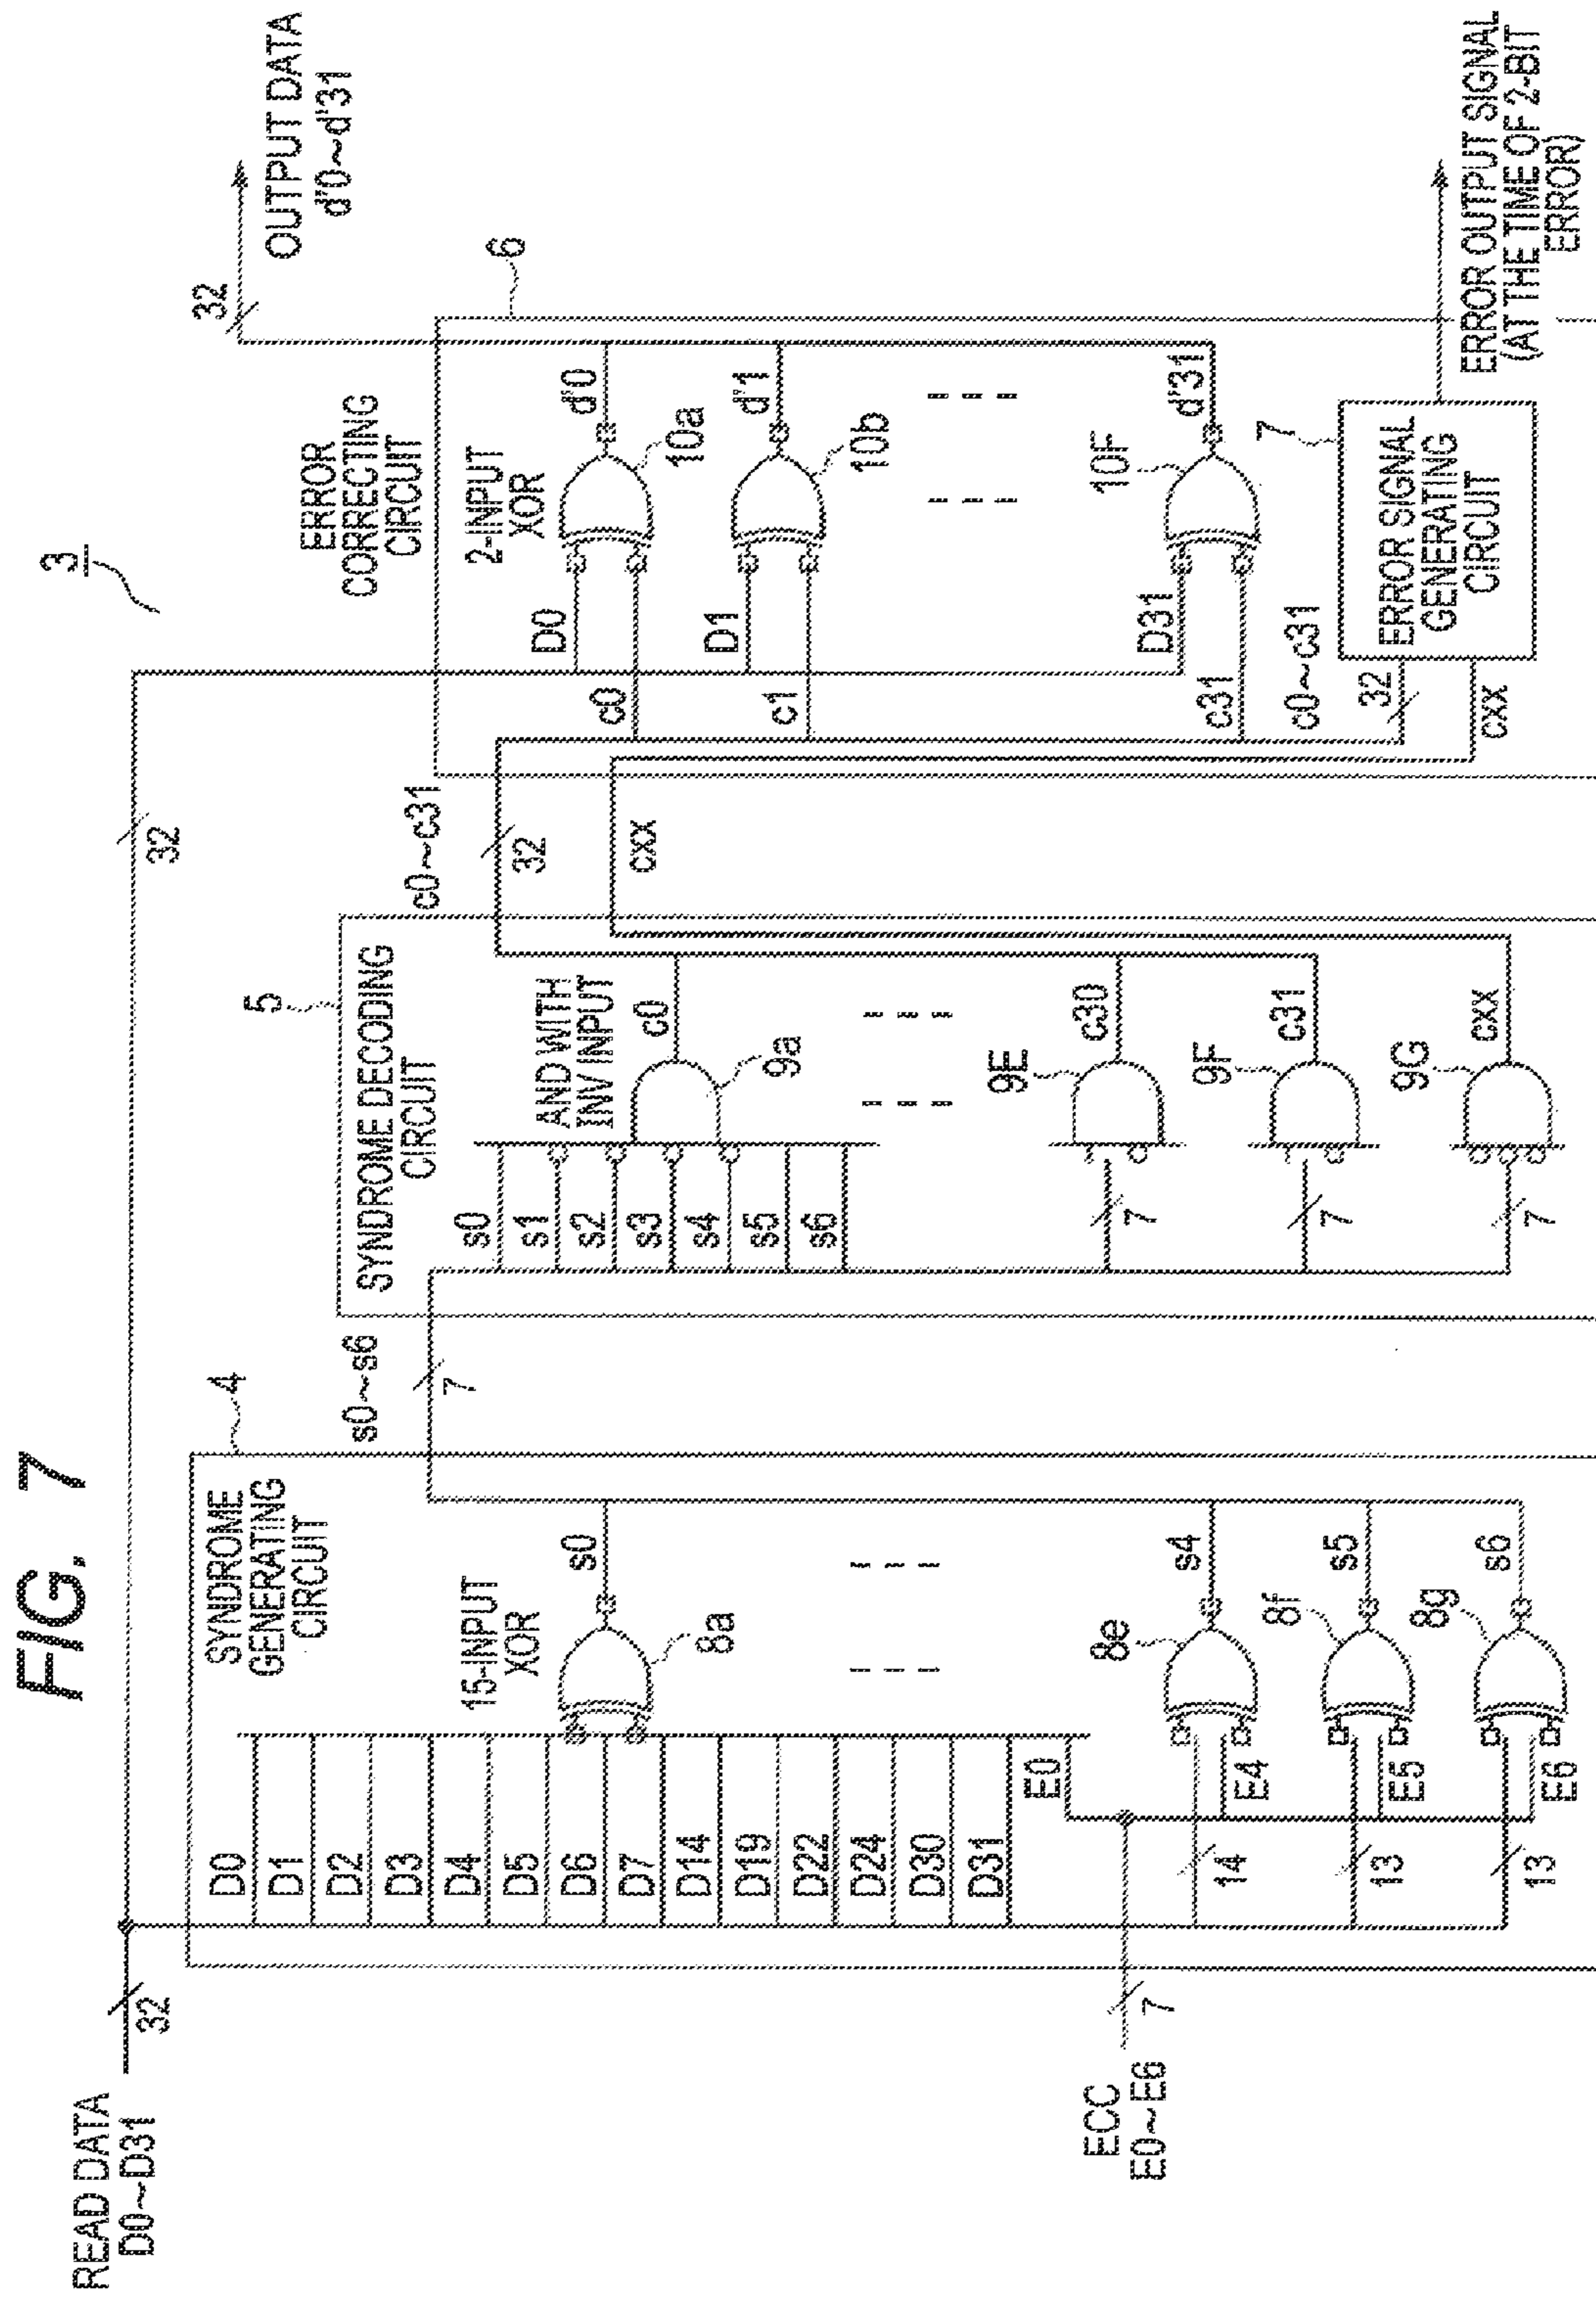 FIG. 7
3
READ DATA
D0~D31
32
32
ECC
E0~E6
7
4
SYNDROME
GENERATING
CIRCUIT
15-INPUT
XOR
D0
D1
D2
D3
D4
D5
D6
D7
D14
D19
D22
D24
D30
D31
E0
8a
s0
14
E4
8e
s4
13
E5
8f
s5
13
E6
8g
s6
s0~s6
7
5
SYNDROME DECODING
CIRCUIT
AND WITH
INV INPUT
s0
s1
s2
s3
s4
s5
s6
9a
c0
7
9E
c30
7
9F
c31
7
9G
cxx
c0~c31
32
cxx
ERROR
CORRECTING
CIRCUIT
6
2-INPUT
XOR
D0
c0
10a
d'0
D1
c1
10b
d'1
D31
c31
10F
d'31
c0~c31
32
cxx
7
ERROR SIGNAL
GENERATING
CIRCUIT
32
OUTPUT DATA
d'0~d'31
ERROR OUTPUT SIGNAL
(AT THE TIME OF 2-BIT
ERROR)